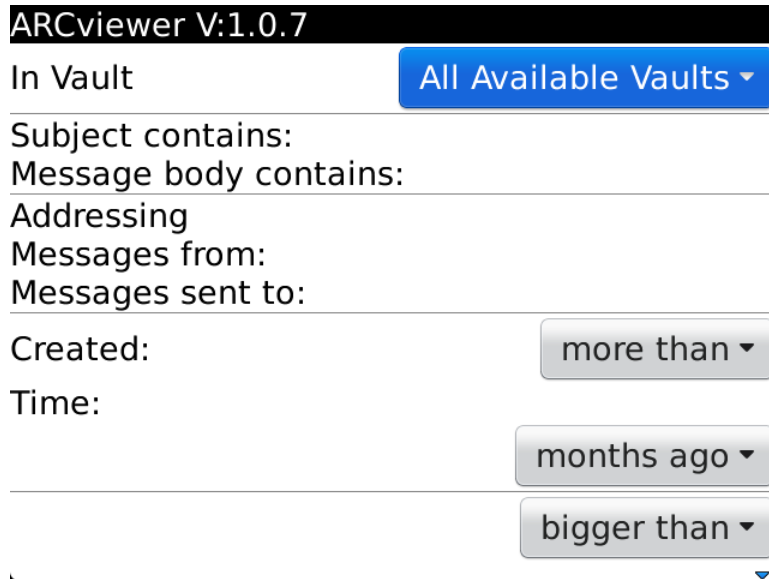 ARCviewer V:1.0.7
In Vault All Available Vaults
Subject contains:
Message body contains:
Addressing
Messages from:
Messages sent to:
Created: more than
Time:
months ago
bigger than